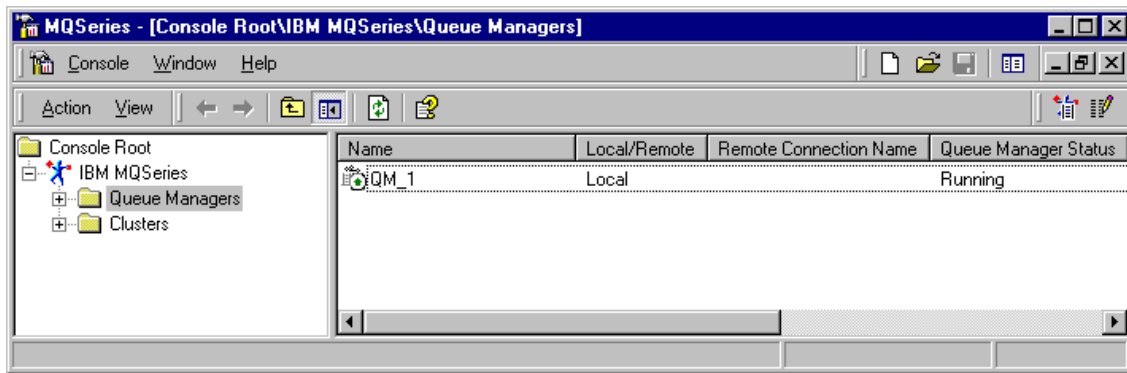 MQSeries - [Console Root\IBM MQSeries\Queue Managers]
Console Window Help
Action View
Console Root
IBM MQSeries
Queue Managers
Clusters
Name Local/Remote Remote Connection Name Queue Manager Status
QM_1 Local Running